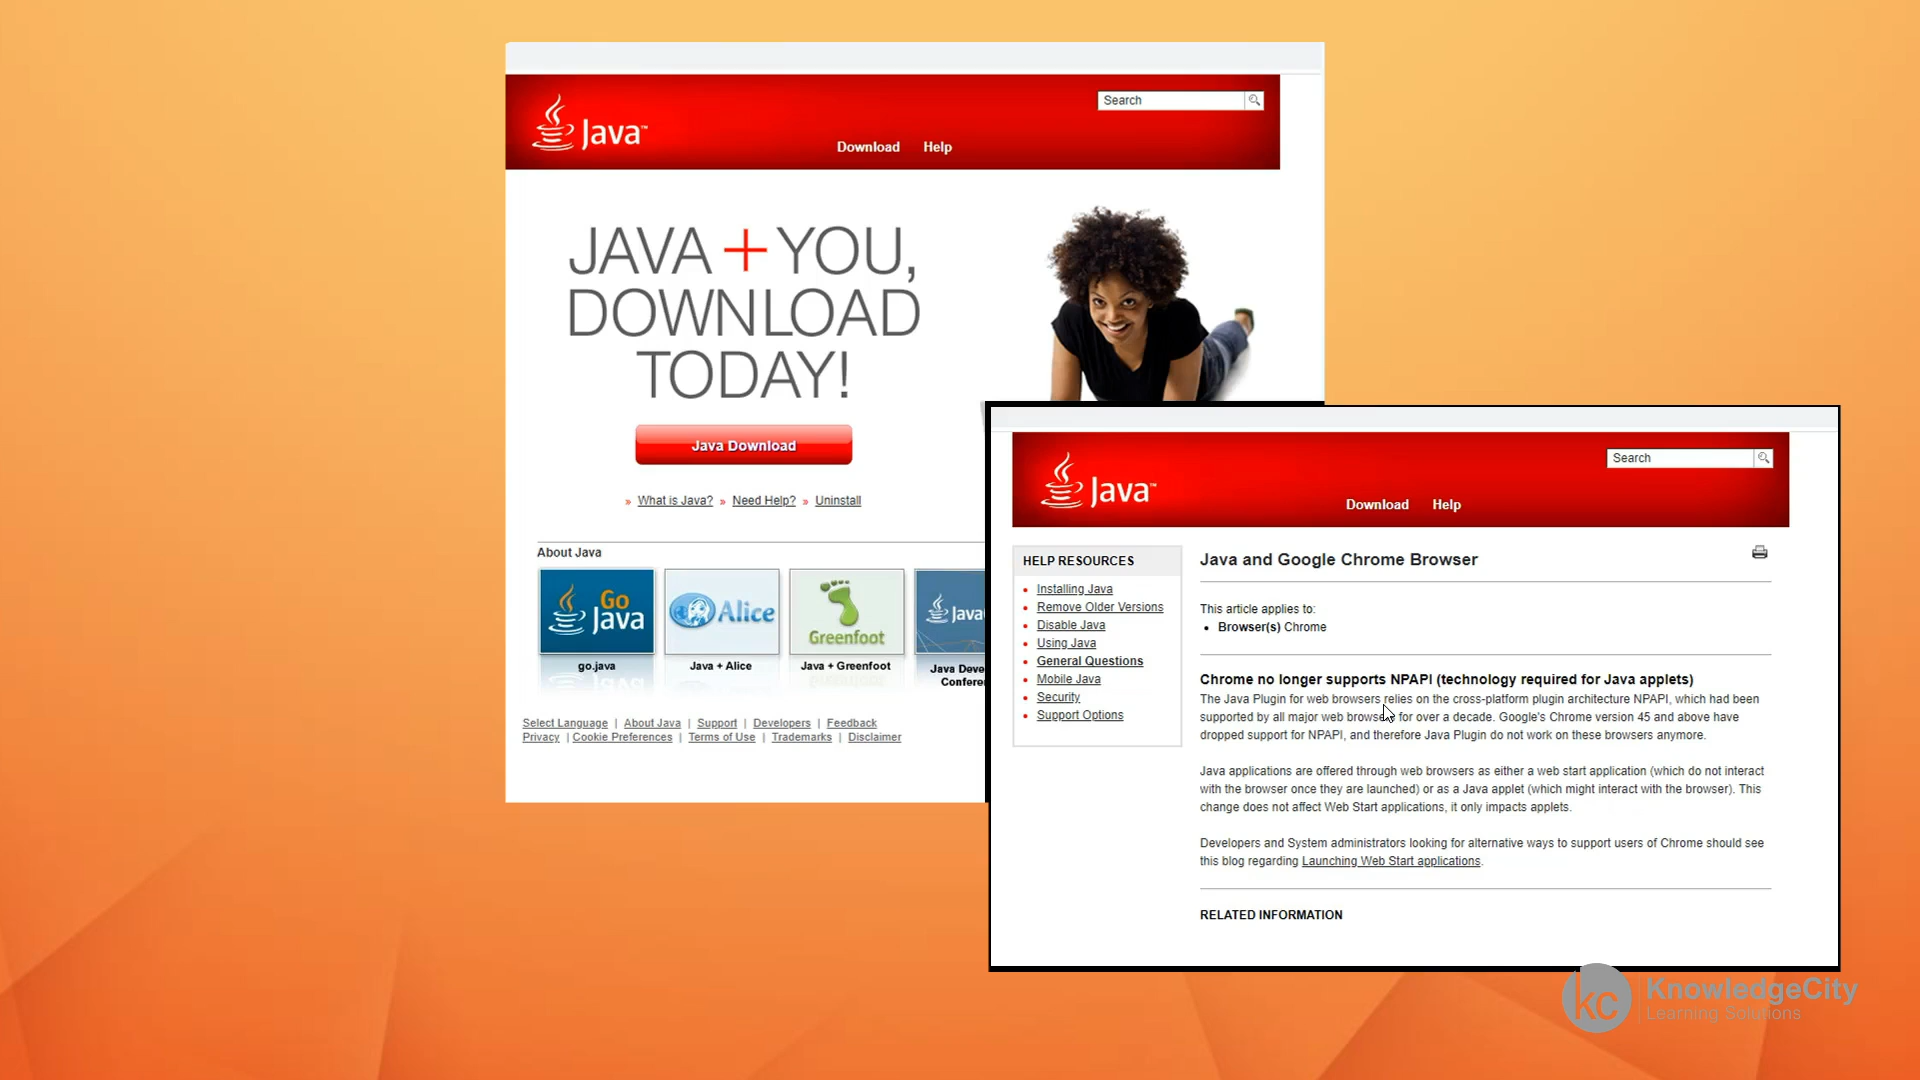 Java™
Search
Download Help
JAVA + YOU,
DOWNLOAD
TODAY!
Java Download
» What is Java? » Need Help? » Uninstall
About Java
Go
Java
Alice
Greenfoot
Java
go.java
Java + Alice
Java + Greenfoot
Java Deve
Confere
Select Language | About Java | Support | Developers | Feedback
Privacy | Cookie Preferences | Terms of Use | Trademarks | Disclaimer
Java™
Search
Download Help
HELP RESOURCES
Installing Java
Remove Older Versions
Disable Java
Using Java
General Questions
Mobile Java
Security
Support Options
Java and Google Chrome Browser
This article applies to:
• Browser(s) Chrome
Chrome no longer supports NPAPI (technology required for Java applets)
The Java Plugin for web browsers relies on the cross-platform plugin architecture NPAPI, which had been
supported by all major web browsers for over a decade. Google's Chrome version 45 and above have
dropped support for NPAPI, and therefore Java Plugin do not work on these browsers anymore.
Java applications are offered through web browsers as either a web start application (which do not interact
with the browser once they are launched) or as a Java applet (which might interact with the browser). This
change does not affect Web Start applications, it only impacts applets.
Developers and System administrators looking for alternative ways to support users of Chrome should see
this blog regarding Launching Web Start applications.
RELATED INFORMATION
kc KnowledgeCity
Learning Solutions